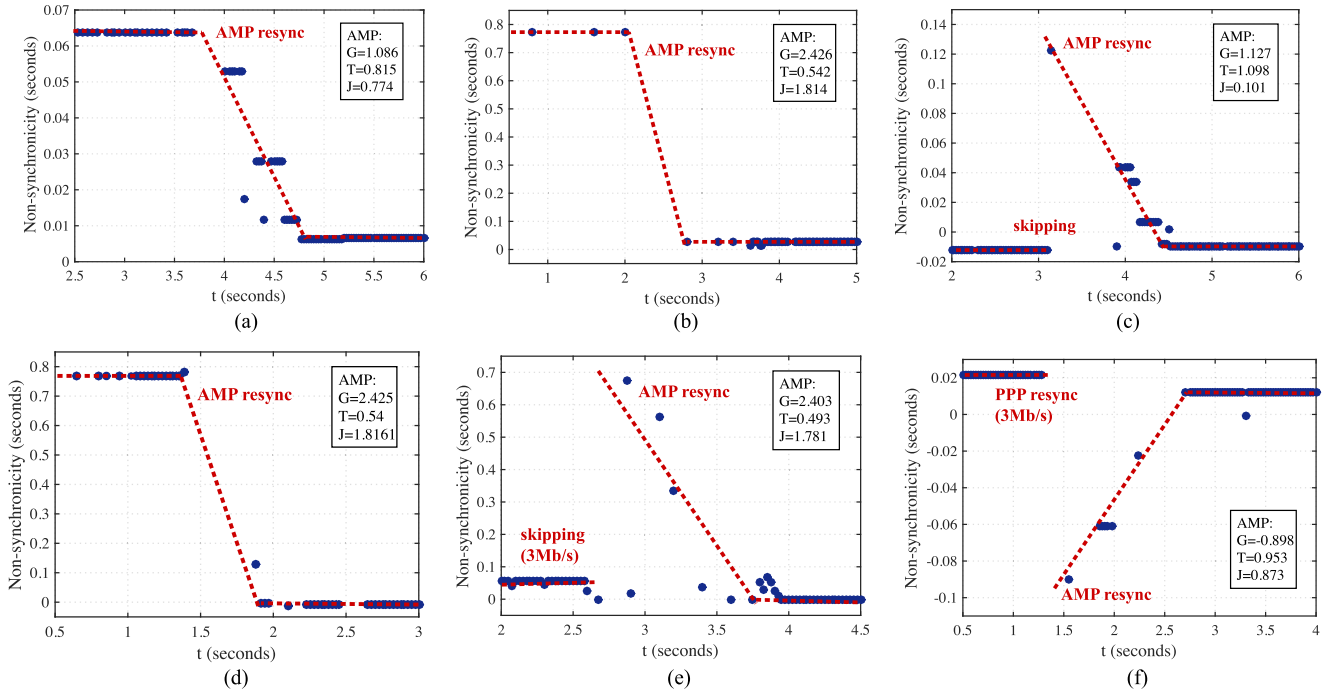 0.07
0.06
0.05
0.04
0.03
0.02
0.01
0
Non-synchronicity (seconds)
AMP resync
AMP:
G=1.086
T=0.815
J=0.774
2.5 3 3.5 4 4.5 5 5.5 6
t (seconds)
(a)
0.8
0.7
0.6
0.5
0.4
0.3
0.2
0.1
0
Non-synchronicity (seconds)
AMP resync
AMP:
G=2.426
T=0.542
J=1.814
1 2 3 4 5
t (seconds)
(b)
0.14
0.12
0.1
0.08
0.06
0.04
0.02
0
-0.02
Non-synchronicity (seconds)
AMP resync
skipping
AMP:
G=1.127
T=1.098
J=0.101
2 3 4 5 6
t (seconds)
(c)
0.8
0.7
0.6
0.5
0.4
0.3
0.2
0.1
0
Non-synchronicity (seconds)
AMP resync
AMP:
G=2.425
T=0.54
J=1.8161
0.5 1 1.5 2 2.5 3
t (seconds)
(d)
0.7
0.6
0.5
0.4
0.3
0.2
0.1
0
Non-synchronicity (seconds)
AMP resync
skipping
(3Mb/s)
AMP:
G=2.403
T=0.493
J=1.781
2 2.5 3 3.5 4 4.5
t (seconds)
(e)
0.02
0
-0.02
-0.04
-0.06
-0.08
-0.1
Non-synchronicity (seconds)
PPP resync
(3Mb/s)
AMP resync
AMP:
G=-0.898
T=0.953
J=0.873
0.5 1 1.5 2 2.5 3 3.5 4
t (seconds)
(f)